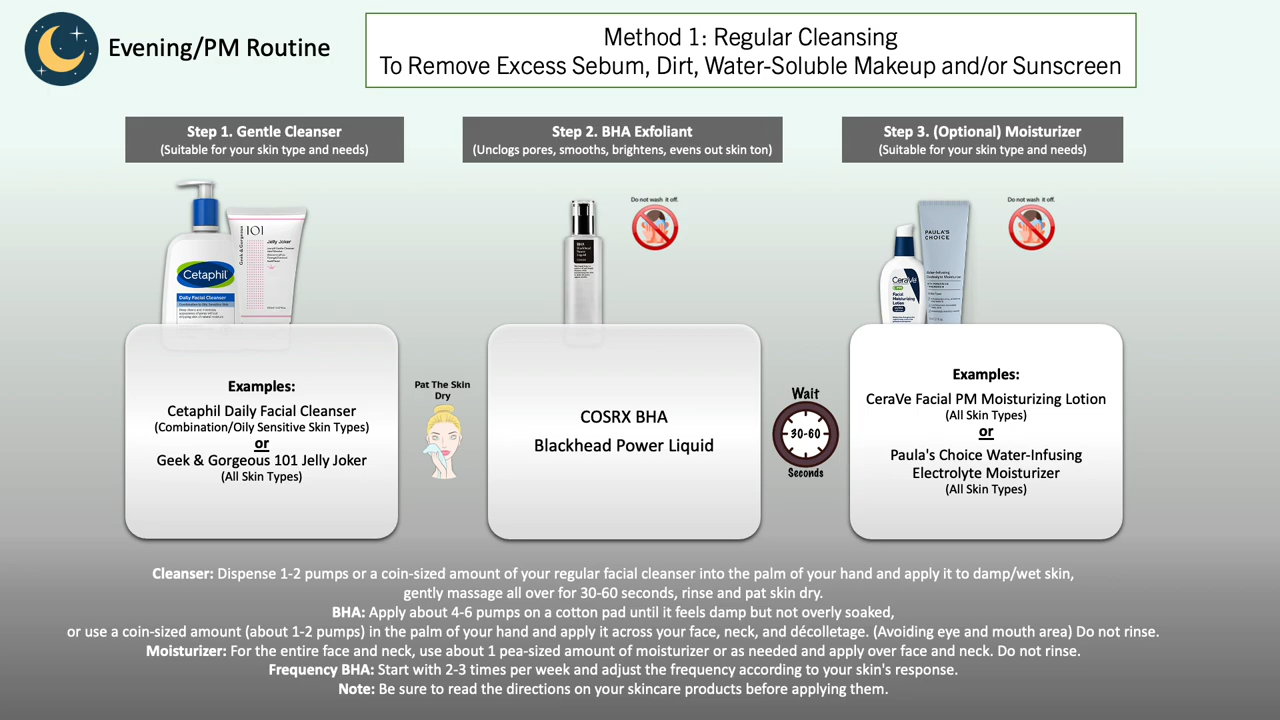 Evening/PM Routine
Method 1: Regular Cleansing
To Remove Excess Sebum, Dirt, Water-Soluble Makeup and/or Sunscreen
Step 1. Gentle Cleanser
(Suitable for your skin type and needs)
Step 2. BHA Exfoliant
(Unclogs pores, smooths, brightens, evens out skin ton)
Step 3. (Optional) Moisturizer
(Suitable for your skin type and needs)
Cetaphil
Daily Facial Cleanser
Geek & Gorgeous
101
Jelly Joker
BHA
Do not wash it off.
CeraVe
PAULA'S
CHOICE
Do not wash it off.
Examples:
Cetaphil Daily Facial Cleanser
(Combination/Oily Sensitive Skin Types)
or
Geek & Gorgeous 101 Jelly Joker
(All Skin Types)
Pat The Skin
Dry
COSRX BHA
Blackhead Power Liquid
Wait
30-60
Seconds
Examples:
CeraVe Facial PM Moisturizing Lotion
(All Skin Types)
or
Paula's Choice Water-Infusing
Electrolyte Moisturizer
(All Skin Types)
Cleanser: Dispense 1-2 pumps or a coin-sized amount of your regular facial cleanser into the palm of your hand and apply it to damp/wet skin,
gently massage all over for 30-60 seconds, rinse and pat skin dry.
BHA: Apply about 4-6 pumps on a cotton pad until it feels damp but not overly soaked,
or use a coin-sized amount (about 1-2 pumps) in the palm of your hand and apply it across your face, neck, and décolletage. (Avoiding eye and mouth area) Do not rinse.
Moisturizer: For the entire face and neck, use about 1 pea-sized amount of moisturizer or as needed and apply over face and neck. Do not rinse.
Frequency BHA: Start with 2-3 times per week and adjust the frequency according to your skin's response.
Note: Be sure to read the directions on your skincare products before applying them.